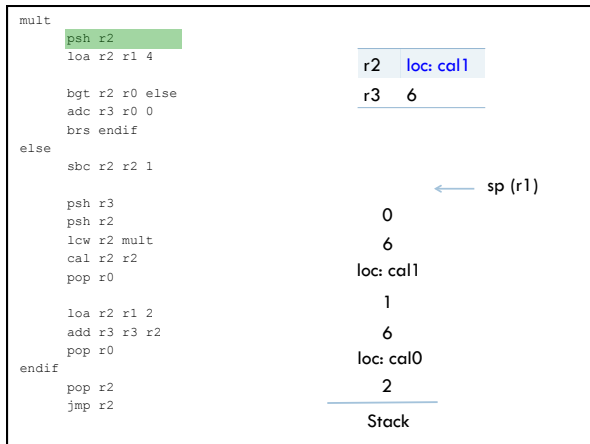 mult
psh r2
loa r2 r1 4
bgt r2 r0 else
adc r3 r0 0
brs endif
else
sbc r2 r2 1
psh r3
psh r2
lcw r2 mult
cal r2 r2
pop r0
loa r2 r1 2
add r3 r3 r2
pop r0
endif
pop r2
jmp r2
r2 loc: cal1
r3 6
sp (r1)
0
6
loc: cal1
1
6
loc: cal0
2
Stack